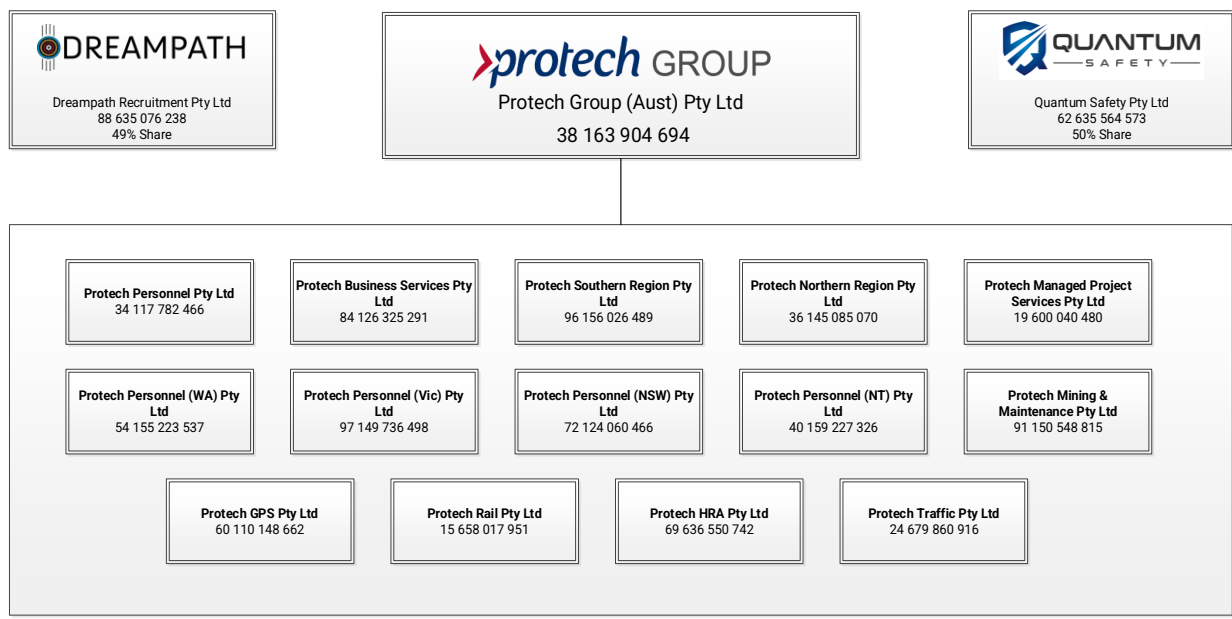 DREAMPATH
Dreampath Recruitment Pty Ltd
88 635 076 238
49% Share
protech GROUP
Protech Group (Aust) Pty Ltd
38 163 904 694
QUANTUM
SAFETY
Quantum Safety Pty Ltd
62 635 564 573
50% Share
Protech Personnel Pty Ltd
34 117 782 466
Protech Business Services Pty
Ltd
84 126 325 291
Protech Southern Region Pty
Ltd
96 156 026 489
Protech Northern Region Pty
Ltd
36 145 085 070
Protech Managed Project
Services Pty Ltd
19 600 040 480
Protech Personnel (WA) Pty
Ltd
54 155 223 537
Protech Personnel (Vic) Pty
Ltd
97 149 736 498
Protech Personnel (NSW) Pty
Ltd
72 124 060 466
Protech Personnel (NT) Pty
Ltd
40 159 227 326
Protech Mining &
Maintenance Pty Ltd
91 150 548 815
Protech GPS Pty Ltd
60 110 148 662
Protech Rail Pty Ltd
15 658 017 951
Protech HRA Pty Ltd
69 636 550 742
Protech Traffic Pty Ltd
24 679 860 916